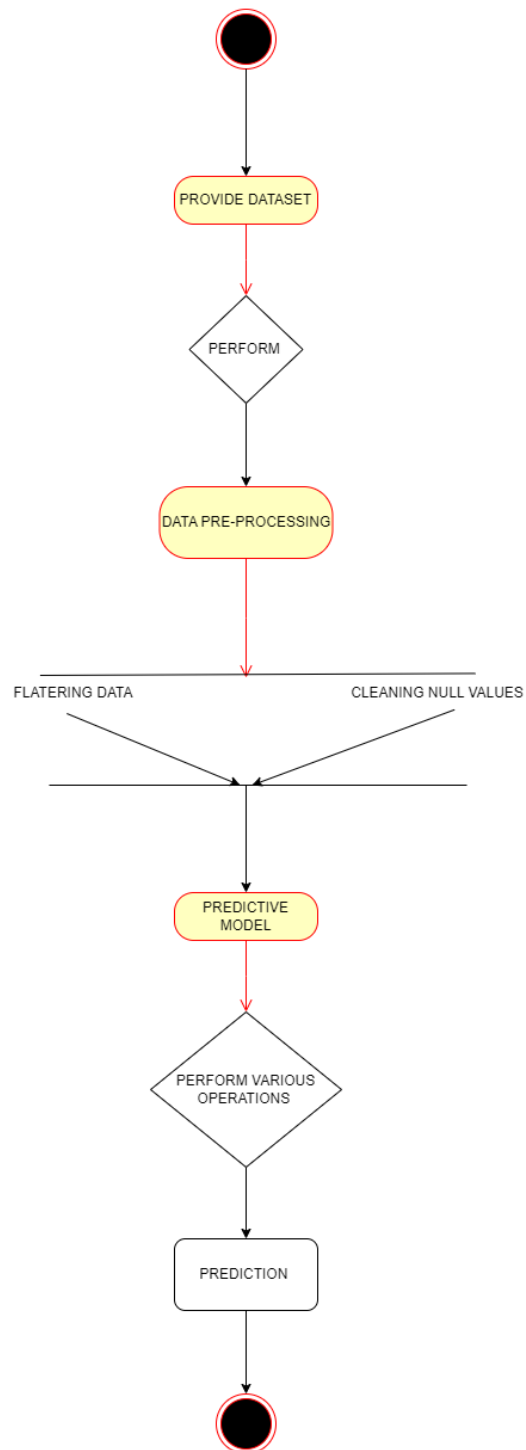 PROVIDE DATASET
PERFORM
DATA PRE-PROCESSING
FLATERING DATA
CLEANING NULL VALUES
PREDICTIVE
MODEL
PERFORM VARIOUS
OPERATIONS
PREDICTION